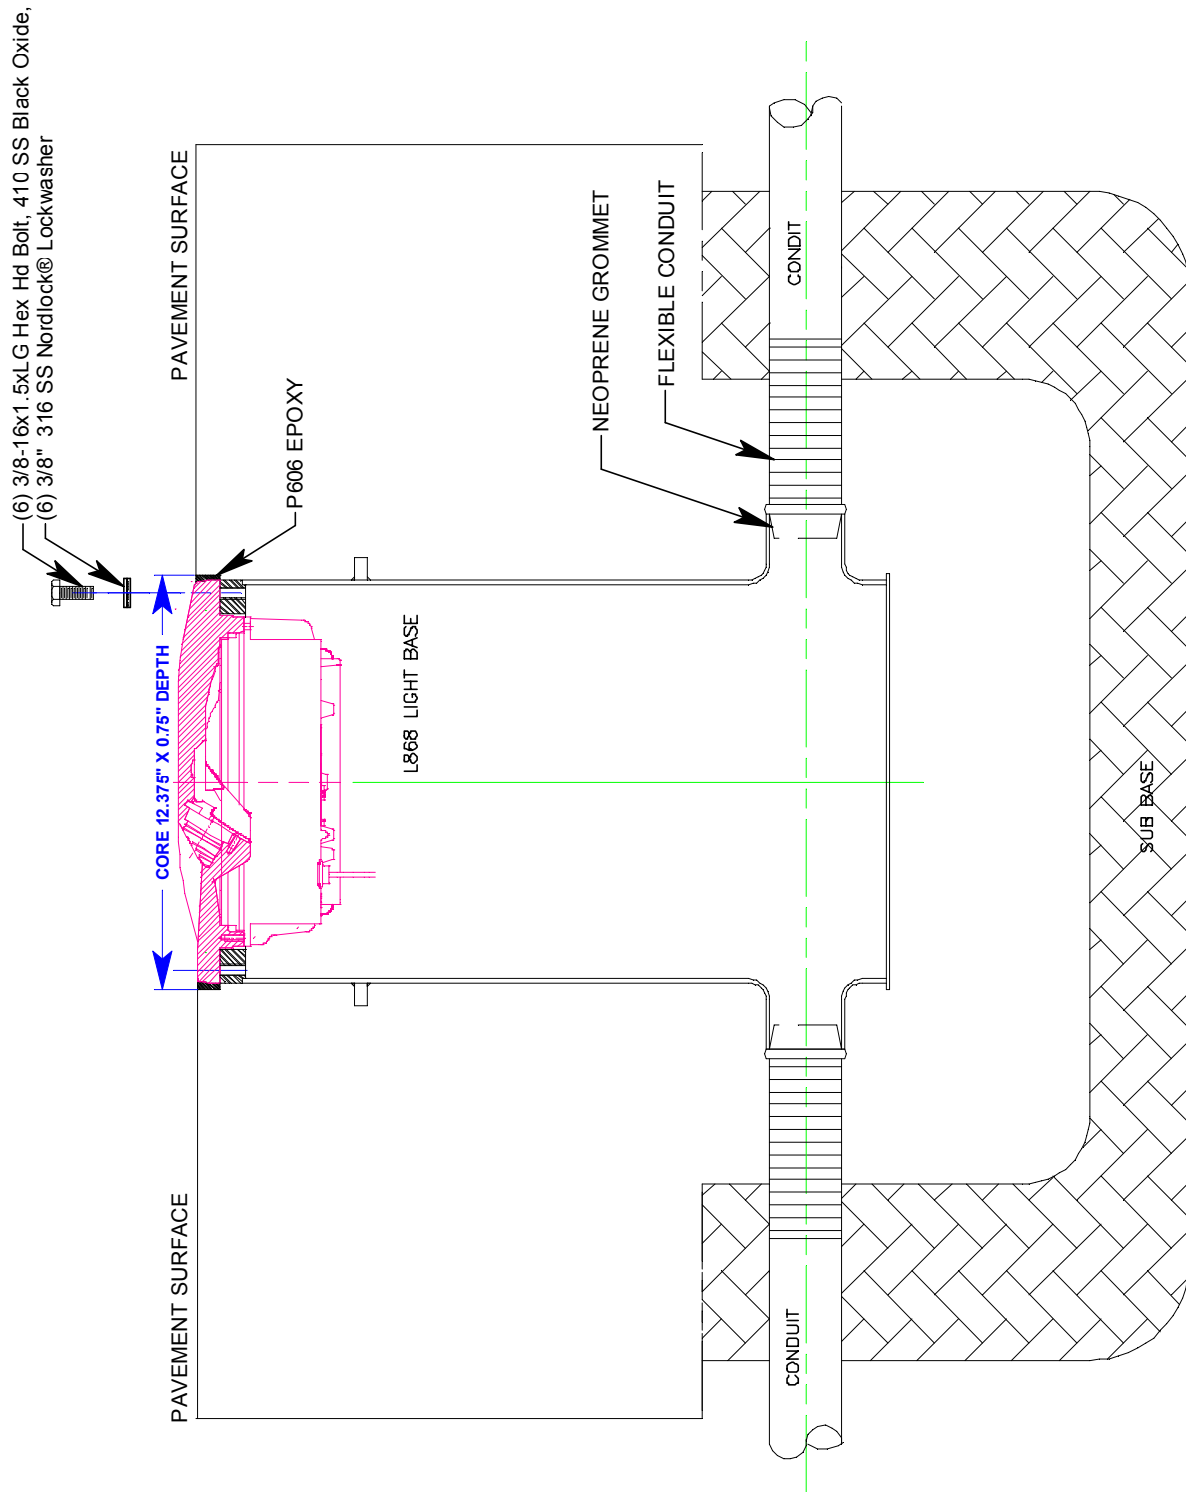 (6) 3/8-16x1.5xLG Hex Hd Bolt, 410 SS Black Oxide,
(6) 3/8" 316 SS Nordlock® Lockwasher
PAVEMENT SURFACE
PAVEMENT SURFACE
CORE 12.375" X 0.75" DEPTH
P606 EPOXY
L868 LIGHT BASE
NEOPRENE GROMMET
FLEXIBLE CONDUIT
CONDUIT
CONDIT
SUB BASE